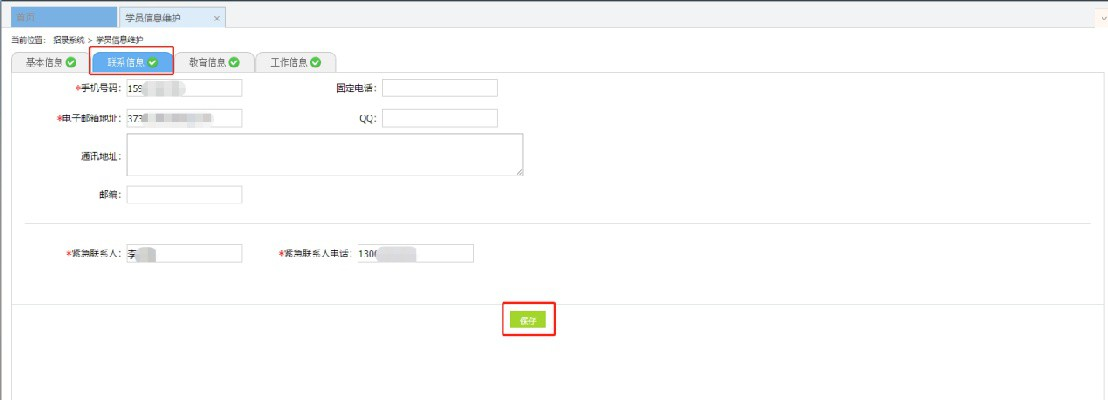 首页 学员信息维护 ×
当前位置： 招录系统 > 学员信息维护
基本信息 联系信息 教育信息 工作信息
*手机号码： 159 固定电话：
*电子邮箱地址： 373 QQ：
通讯地址：
邮编：
*紧急联系人： 李 *紧急联系人电话： 130
保存